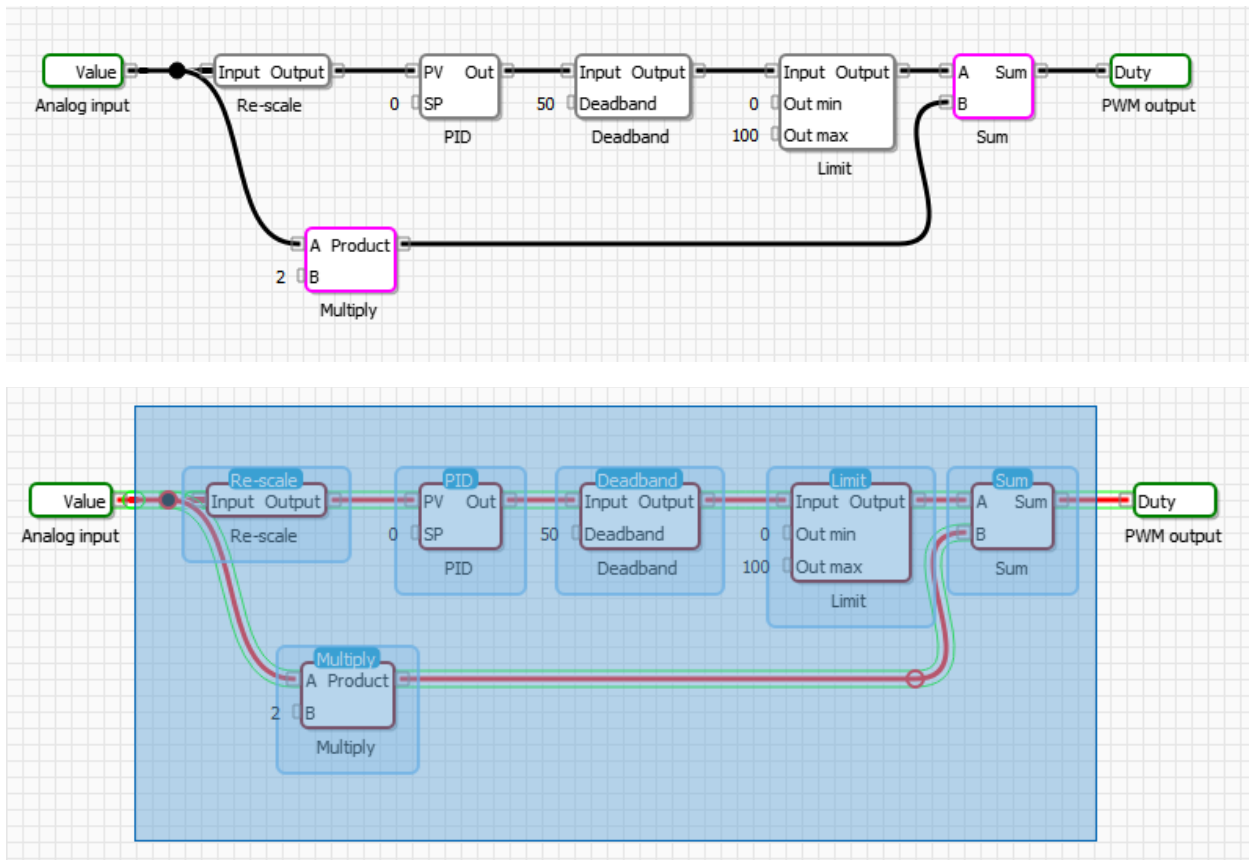 Value Input Output PV Out Input Output Input Output A Sum Duty
Analog input Re-scale 0 SP 50 Deadband 0 Out min B PWM output
PID Deadband 100 Out max Sum
Limit
A Product
2 B
Multiply
Re-scale PID Deadband Limit Sum
Value Input Output PV Out Input Output Input Output A Sum Duty
Analog input Re-scale 0 SP 50 Deadband 0 Out min B PWM output
PID Deadband 100 Out max Sum
Limit
Multiply
A Product
2 B
Multiply